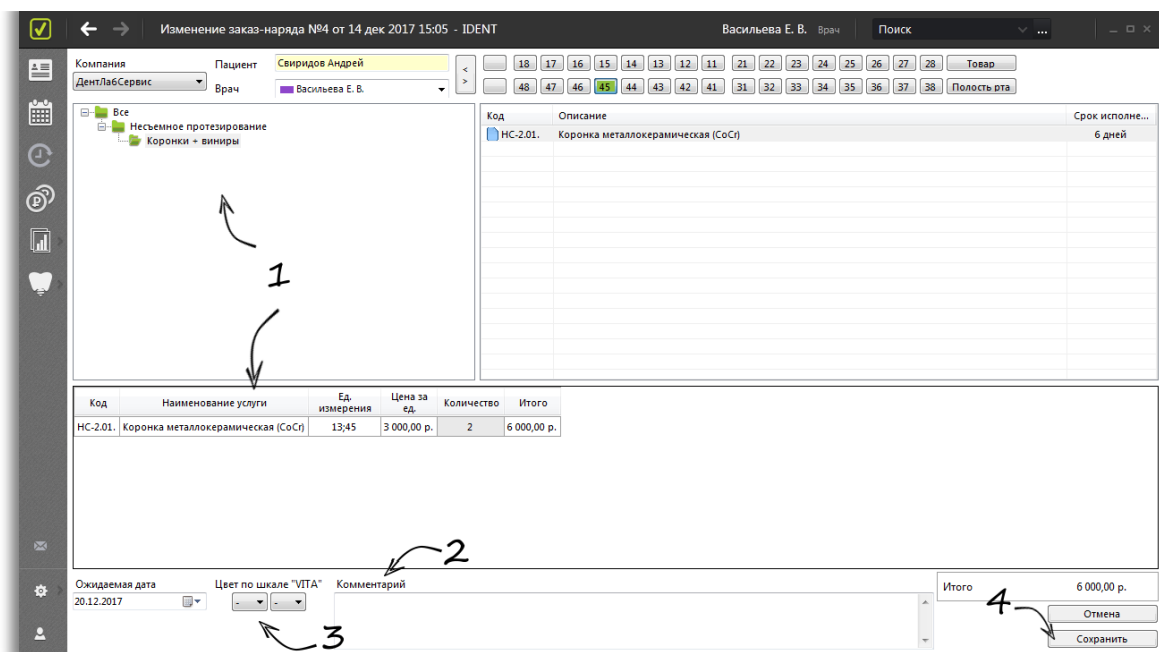 Изменение заказ-наряда №4 от 14 дек 2017 15:05 - IDENT
Васильева Е. В. Врач
Поиск
...
Компания
Пациент
Свиридов Андрей
ДентЛабСервис
Врач
Васильева Е. В.
<
>
18 17 16 15 14 13 12 11 21 22 23 24 25 26 27 28 Товар
48 47 46 45 44 43 42 41 31 32 33 34 35 36 37 38 Полость рта
Все
Несъемное протезирование
Коронки + виниры
Код Описание Срок исполне...
НС-2.01. Коронка металлокерамическая (CoCr) 6 дней
1
Код Наименование услуги Ед. измерения Цена за ед. Количество Итого
НС-2.01. Коронка металлокерамическая (CoCr) 13;45 3 000,00 р. 2 6 000,00 р.
2
Ожидаемая дата Цвет по шкале "VITA" Комментарий
20.12.2017 - -
3
Итого 6 000,00 р.
4
Отмена
Сохранить